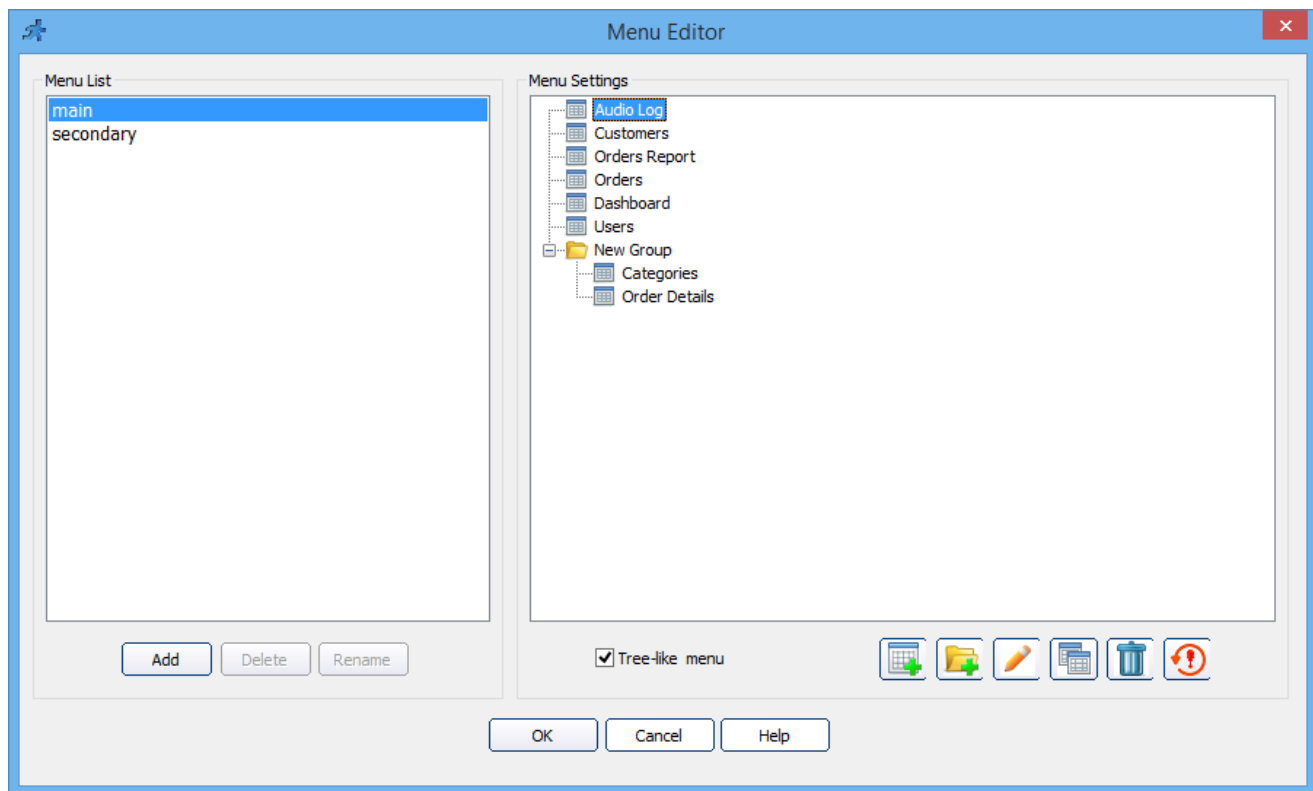 Menu Editor
Menu List
main
secondary
Add
Delete
Rename
Menu Settings
Audio Log
Customers
Orders Report
Orders
Dashboard
Users
New Group
Categories
Order Details
Tree-like menu
OK
Cancel
Help